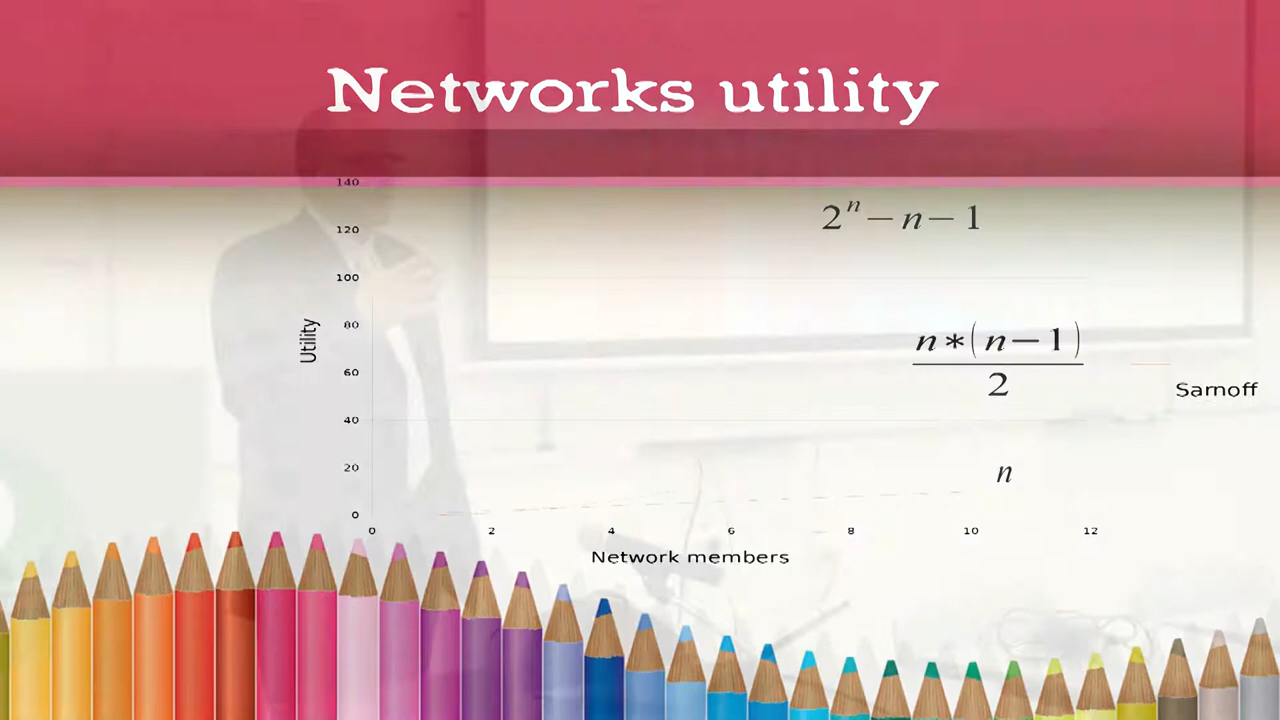 Networks utility
140
120
100
80
60
40
20
0
Utility
2^n − n − 1
n*(n−1)
2
Sarnoff
n
0 2 4 6 8 10 12
Network members